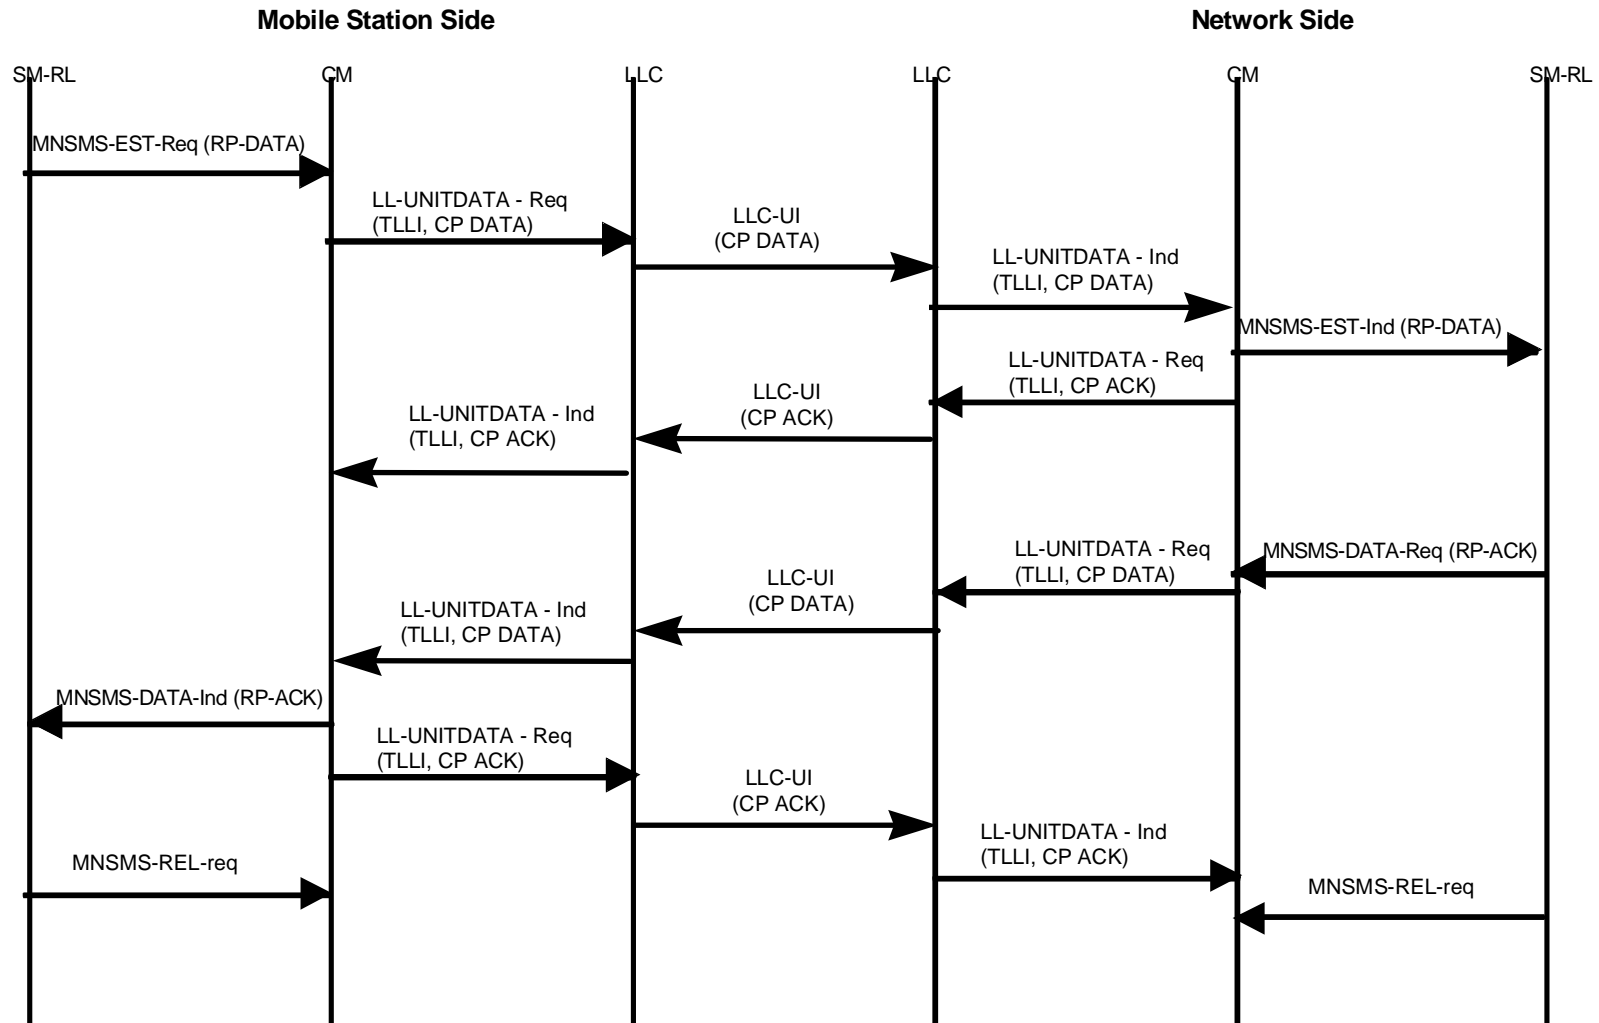 Mobile Station Side
Network Side
SM-RL
CM
LLC
LLC
CM
SM-RL
MNSMS-EST-Req (RP-DATA)
LL-UNITDATA - Req
(TLLI, CP DATA)
LLC-UI
(CP DATA)
LL-UNITDATA - Ind
(TLLI, CP DATA)
MNSMS-EST-Ind (RP-DATA)
LL-UNITDATA - Req
(TLLI, CP ACK)
LLC-UI
(CP ACK)
LL-UNITDATA - Ind
(TLLI, CP ACK)
MNSMS-DATA-Req (RP-ACK)
LL-UNITDATA - Req
(TLLI, CP DATA)
LLC-UI
(CP DATA)
LL-UNITDATA - Ind
(TLLI, CP DATA)
MNSMS-DATA-Ind (RP-ACK)
LL-UNITDATA - Req
(TLLI, CP ACK)
LLC-UI
(CP ACK)
LL-UNITDATA - Ind
(TLLI, CP ACK)
MNSMS-REL-req
MNSMS-REL-req